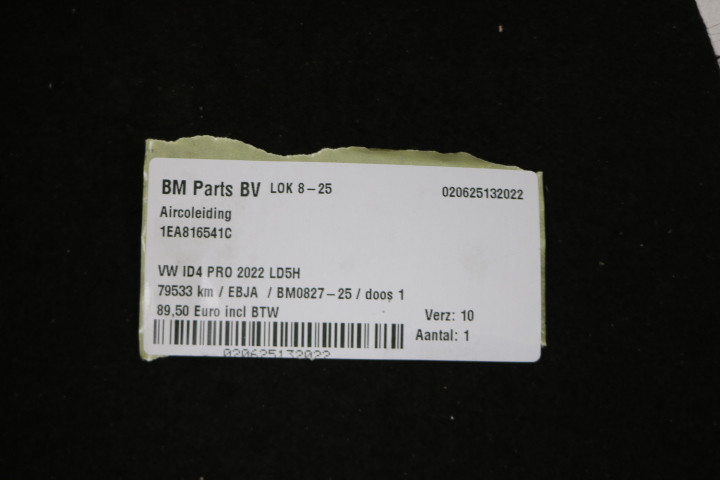 BM Parts BV LOK 8-25 020625132022
Aircoleiding
1EA816541C
VW ID4 PRO 2022 LD5H
79533 km / EBJA / BM0827-25 / doos 1
89,50 Euro incl BTW Verz: 10
Aantal: 1
020625132022